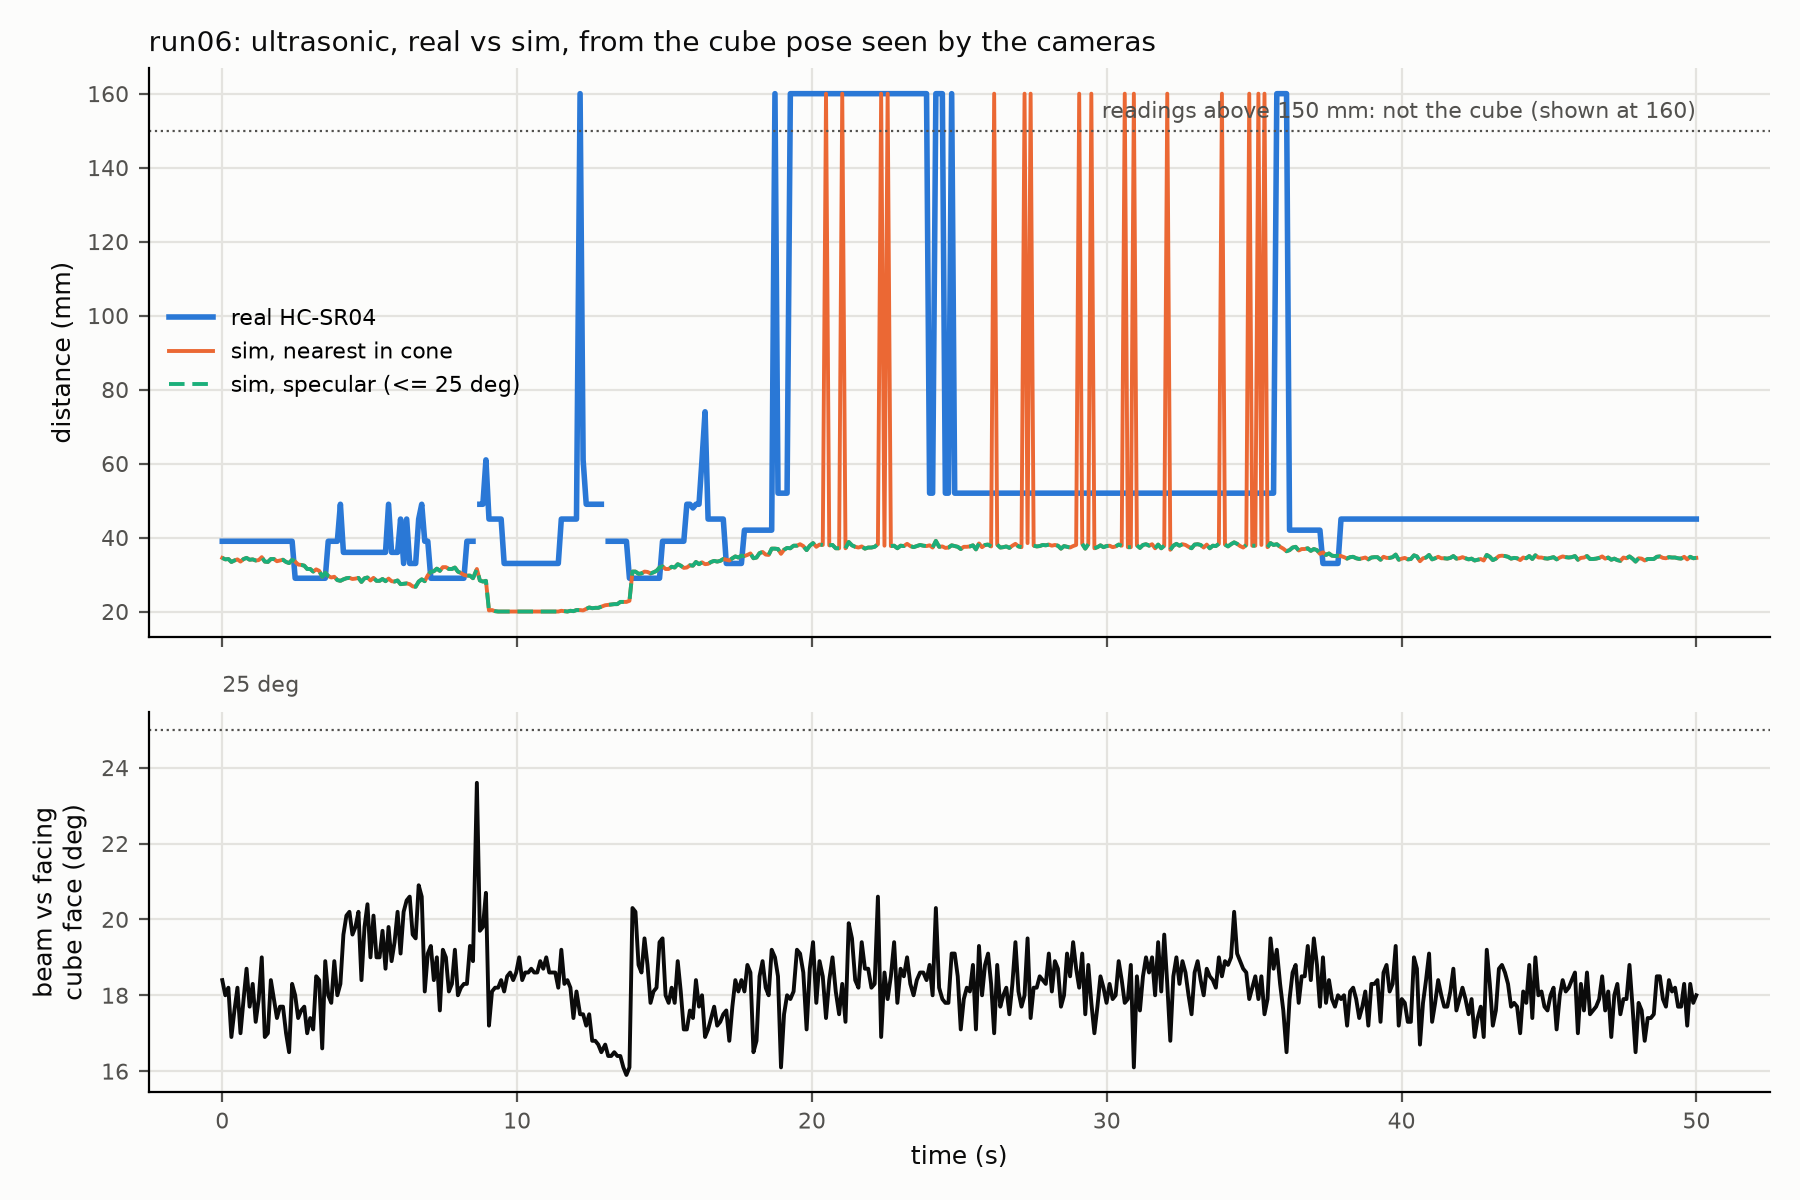 run06: ultrasonic, real vs sim, from the cube pose seen by the cameras
160
readings above 150 mm: not the cube (shown at 160)
140
120
100
80
60
40
20
distance (mm)
real HC-SR04
sim, nearest in cone
sim, specular (<= 25 deg)
25 deg
24
22
20
18
16
beam vs facing
cube face (deg)
0 10 20 30 40 50
time (s)